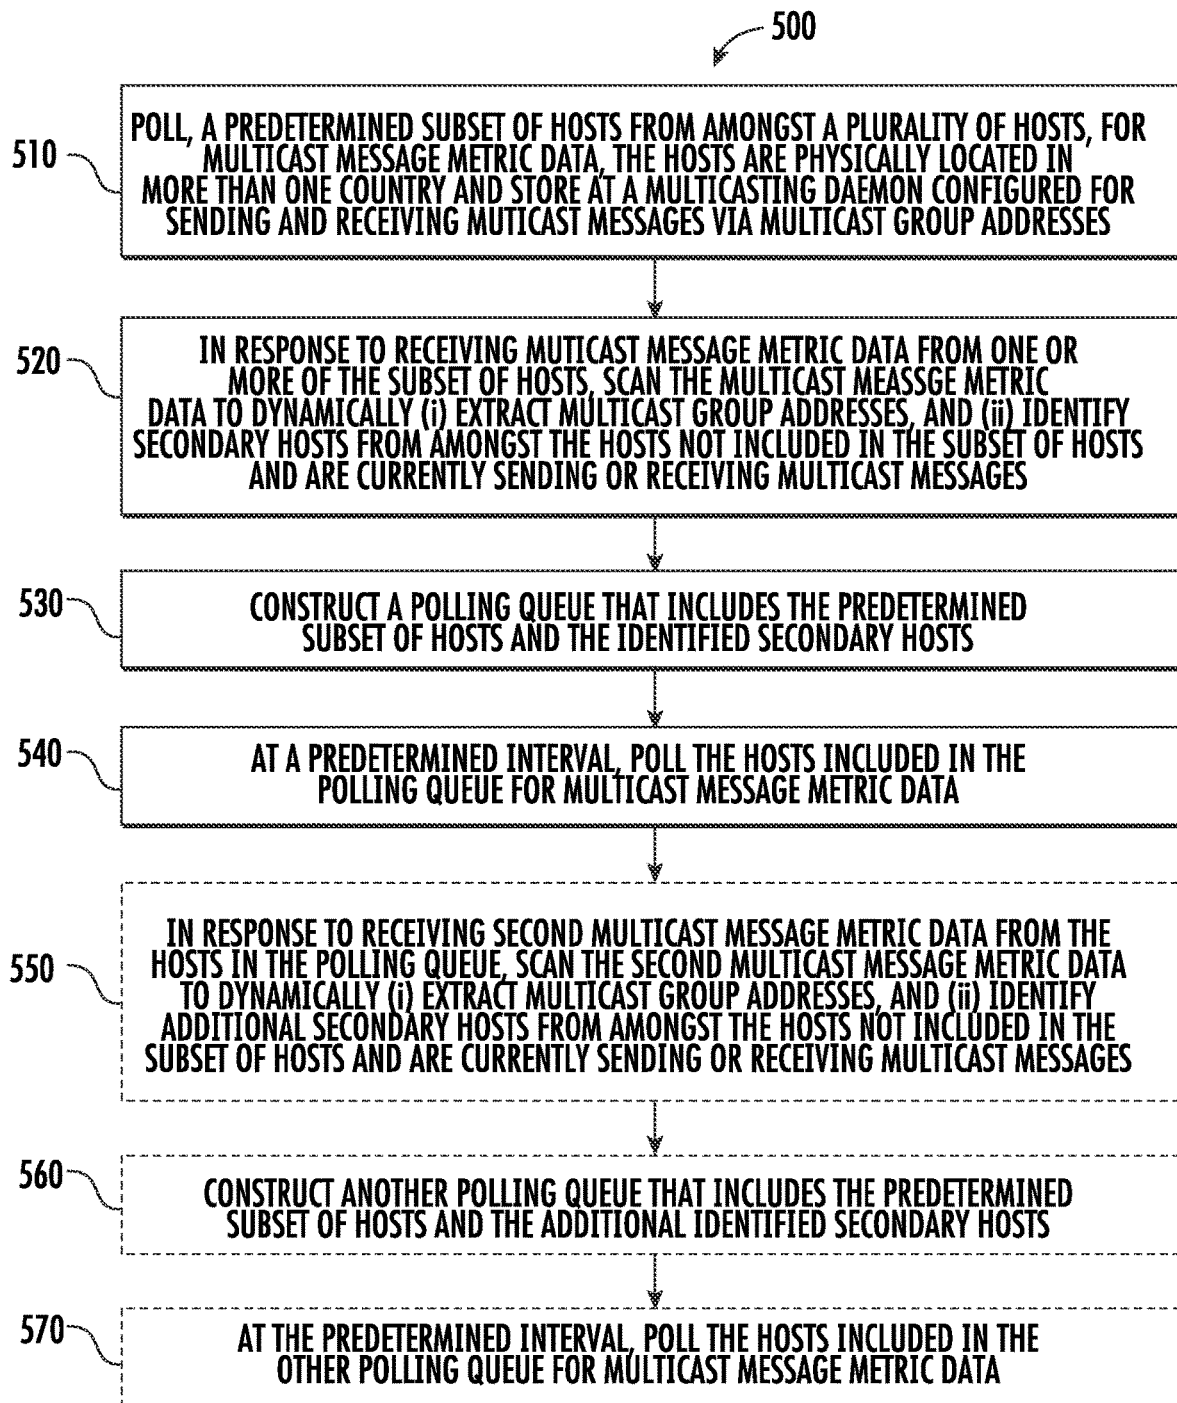 500
510
POLL, A PREDETERMINED SUBSET OF HOSTS FROM AMONGST A PLURALITY OF HOSTS, FOR
MULTICAST MESSAGE METRIC DATA, THE HOSTS ARE PHYSICALLY LOCATED IN
MORE THAN ONE COUNTRY AND STORE AT A MULTICASTING DAEMON CONFIGURED FOR
SENDING AND RECEIVING MUTICAST MESSAGES VIA MULTICAST GROUP ADDRESSES
520
IN RESPONSE TO RECEIVING MUTICAST MESSAGE METRIC DATA FROM ONE OR
MORE OF THE SUBSET OF HOSTS, SCAN THE MULTICAST MEASSGE METRIC
DATA TO DYNAMICALLY (i) EXTRACT MULTICAST GROUP ADDRESSES, AND (ii) IDENTIFY
SECONDARY HOSTS FROM AMONGST THE HOSTS NOT INCLUDED IN THE SUBSET OF HOSTS
AND ARE CURRENTLY SENDING OR RECEIVING MULTICAST MESSAGES
530
CONSTRUCT A POLLING QUEUE THAT INCLUDES THE PREDETERMINED
SUBSET OF HOSTS AND THE IDENTIFIED SECONDARY HOSTS
540
AT A PREDETERMINED INTERVAL, POLL THE HOSTS INCLUDED IN THE
POLLING QUEUE FOR MULTICAST MESSAGE METRIC DATA
550
IN RESPONSE TO RECEIVING SECOND MULTICAST MESSAGE METRIC DATA FROM THE
HOSTS IN THE POLLING QUEUE, SCAN THE SECOND MULTICAST MESSAGE METRIC DATA
TO DYNAMICALLY (i) EXTRACT MULTICAST GROUP ADDRESSES, AND (ii) IDENTIFY
ADDITIONAL SECONDARY HOSTS FROM AMONGST THE HOSTS NOT INCLUDED IN THE
SUBSET OF HOSTS AND ARE CURRENTLY SENDING OR RECEIVING MULTICAST MESSAGES
560
CONSTRUCT ANOTHER POLLING QUEUE THAT INCLUDES THE PREDETERMINED
SUBSET OF HOSTS AND THE ADDITIONAL IDENTIFIED SECONDARY HOSTS
570
AT THE PREDETERMINED INTERVAL, POLL THE HOSTS INCLUDED IN THE
OTHER POLLING QUEUE FOR MULTICAST MESSAGE METRIC DATA